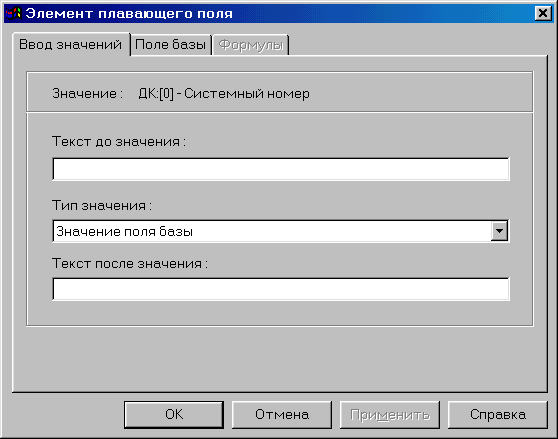 Элемент плавающего поля
Ввод значений Поле базы Формулы
Значение : ДК:[0] - Системный номер
Текст до значения :
Тип значения :
Значение поля базы
Текст после значения :
OK Отмена Применить Справка